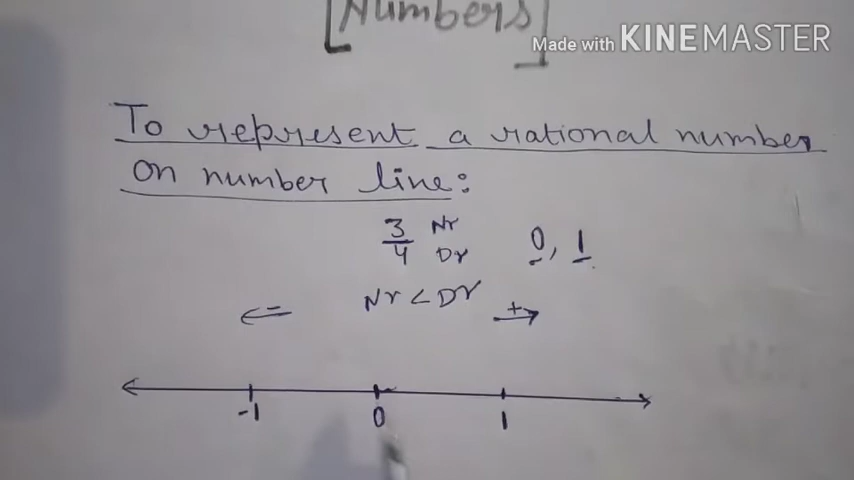 [Numbers]
Made with KINEMASTER
To represent a rational number
on number line:
3/4 Nr Dr 0, 1
Nr < Dr
- +
-1 0 1